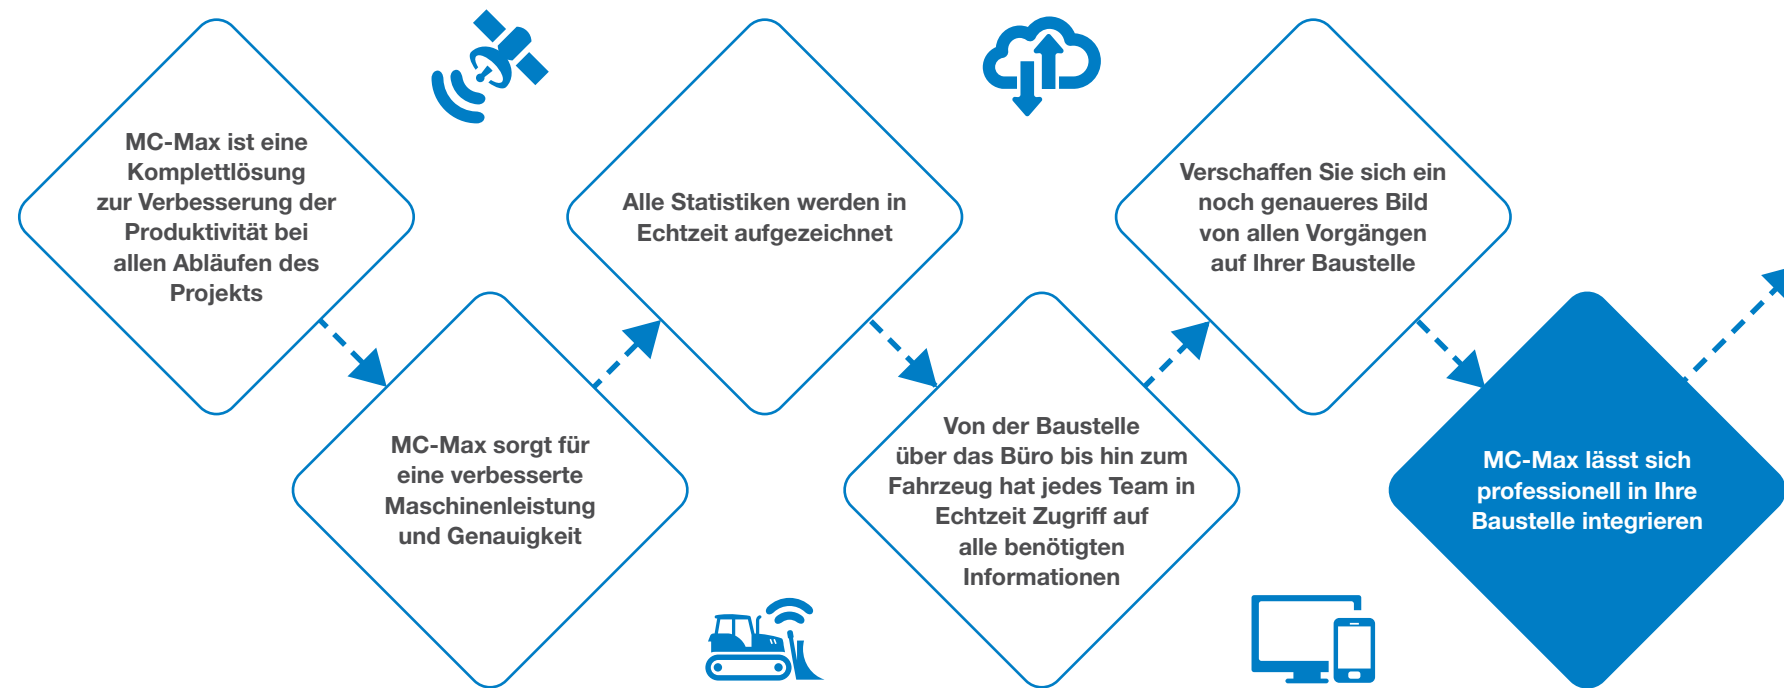 MC-Max ist eine
Komplettlösung
zur Verbesserung der
Produktivität bei
allen Abläufen des
Projekts
MC-Max sorgt für
eine verbesserte
Maschinenleistung
und Genauigkeit
Alle Statistiken werden in
Echtzeit aufgezeichnet
Von der Baustelle
über das Büro bis hin zum
Fahrzeug hat jedes Team in
Echtzeit Zugriff auf
alle benötigten
Informationen
Verschaffen Sie sich ein
noch genaueres Bild
von allen Vorgängen
auf Ihrer Baustelle
MC-Max lässt sich
professionell in Ihre
Baustelle integrieren